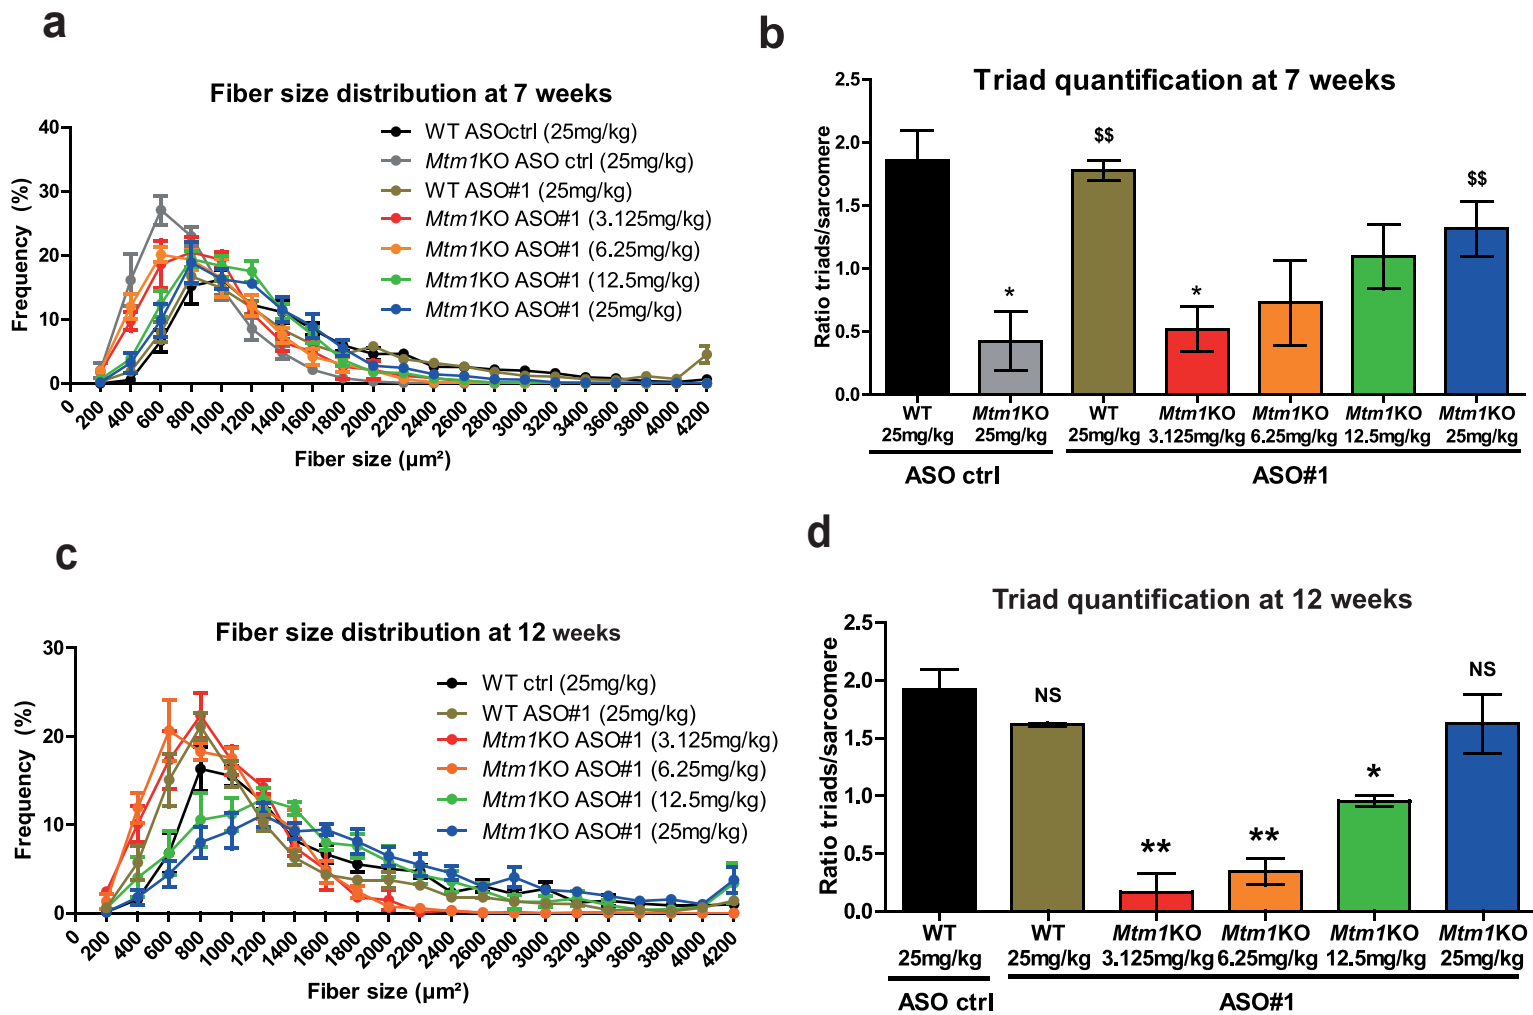 a
Fiber size distribution at 7 weeks
Frequency (%)
40
30
20
10
0
WT ASOctrl (25mg/kg)
Mtm1KO ASO ctrl (25mg/kg)
WT ASO#1 (25mg/kg)
Mtm1KO ASO#1 (3.125mg/kg)
Mtm1KO ASO#1 (6.25mg/kg)
Mtm1KO ASO#1 (12.5mg/kg)
Mtm1KO ASO#1 (25mg/kg)
0 200 400 600 800 1000 1200 1400 1600 1800 2000 2200 2400 2600 2800 3000 3200 3400 3600 3800 4000 4200
Fiber size (µm²)
b
Triad quantification at 7 weeks
Ratio triads/sarcomere
2.5
2.0
1.5
1.0
0.5
0.0
* $$ * $$
WT Mtm1KO WT Mtm1KO Mtm1KO Mtm1KO Mtm1KO
25mg/kg 25mg/kg 25mg/kg 3.125mg/kg 6.25mg/kg 12.5mg/kg 25mg/kg
ASO ctrl ASO#1
c
Fiber size distribution at 12 weeks
Frequency (%)
30
20
10
0
WT ctrl (25mg/kg)
WT ASO#1 (25mg/kg)
Mtm1KO ASO#1 (3.125mg/kg)
Mtm1KO ASO#1 (6.25mg/kg)
Mtm1KO ASO#1 (12.5mg/kg)
Mtm1KO ASO#1 (25mg/kg)
0 200 400 600 800 1000 1200 1400 1600 1800 2000 2200 2400 2600 2800 3000 3200 3400 3600 3800 4000 4200
Fiber size (µm²)
d
Triad quantification at 12 weeks
Ratio triads/sarcomere
2.5
2.0
1.5
1.0
0.5
0.0
NS ** ** * NS
WT WT Mtm1KO Mtm1KO Mtm1KO Mtm1KO
25mg/kg 25mg/kg 3.125mg/kg 6.25mg/kg 12.5mg/kg 25mg/kg
ASO ctrl ASO#1